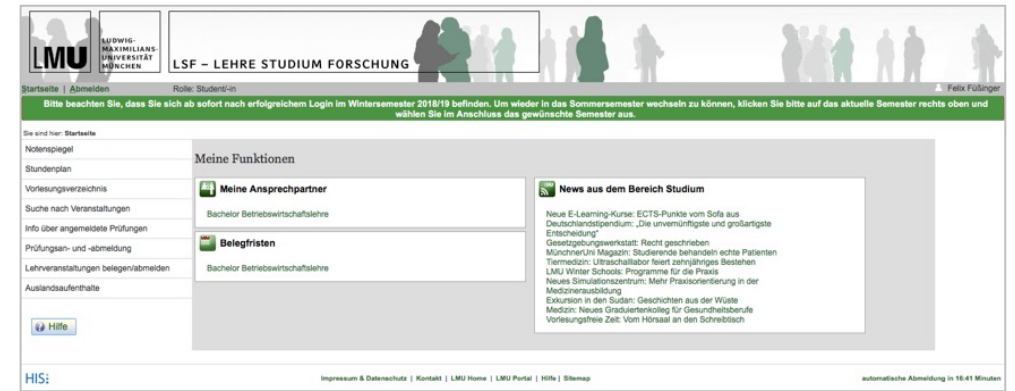 LMU
LUDWIG-
MAXIMILIANS-
UNIVERSITÄT
MÜNCHEN
LSF – LEHRE STUDIUM FORSCHUNG
Startseite | Abmelden Rolle: Student/-in Felix Füßinger
Bitte beachten Sie, dass Sie sich ab sofort nach erfolgreichem Login im Wintersemester 2018/19 befinden. Um wieder in das Sommersemester wechseln zu können, klicken Sie bitte auf das aktuelle Semester rechts oben und
wählen Sie im Anschluss das gewünschte Semester aus.
Sie sind hier: Startseite
Notenspiegel
Stundenplan
Vorlesungsverzeichnis
Suche nach Veranstaltungen
Info über angemeldete Prüfungen
Prüfungsan- und -abmeldung
Lehrveranstaltungen belegen/abmelden
Auslandsaufenthalte
Hilfe
Meine Funktionen
Meine Ansprechpartner
Bachelor Betriebswirtschaftslehre
Belegfristen
Bachelor Betriebswirtschaftslehre
News aus dem Bereich Studium
Neue E-Learning-Kurse: ECTS-Punkte vom Sofa aus
Deutschlandstipendium: „Die unvernünftigste und großartigste
Entscheidung"
Gesetzgebungswerkstatt: Recht geschrieben
MünchnerUni Magazin: Studierende behandeln echte Patienten
Tiermedizin: Ultraschalllabor feiert zehnjähriges Bestehen
LMU Winter Schools: Programme für die Praxis
Neues Simulationszentrum: Mehr Praxisorientierung in der
Medizinerausbildung
Exkursion in den Sudan: Geschichten aus der Wüste
Medizin: Neues Graduiertenkolleg für Gesundheitsberufe
Vorlesungsfreie Zeit: Vom Hörsaal an den Schreibtisch
HIS
Impressum & Datenschutz | Kontakt | LMU Home | LMU Portal | Hilfe | Sitemap
automatische Abmeldung in 16:41 Minuten